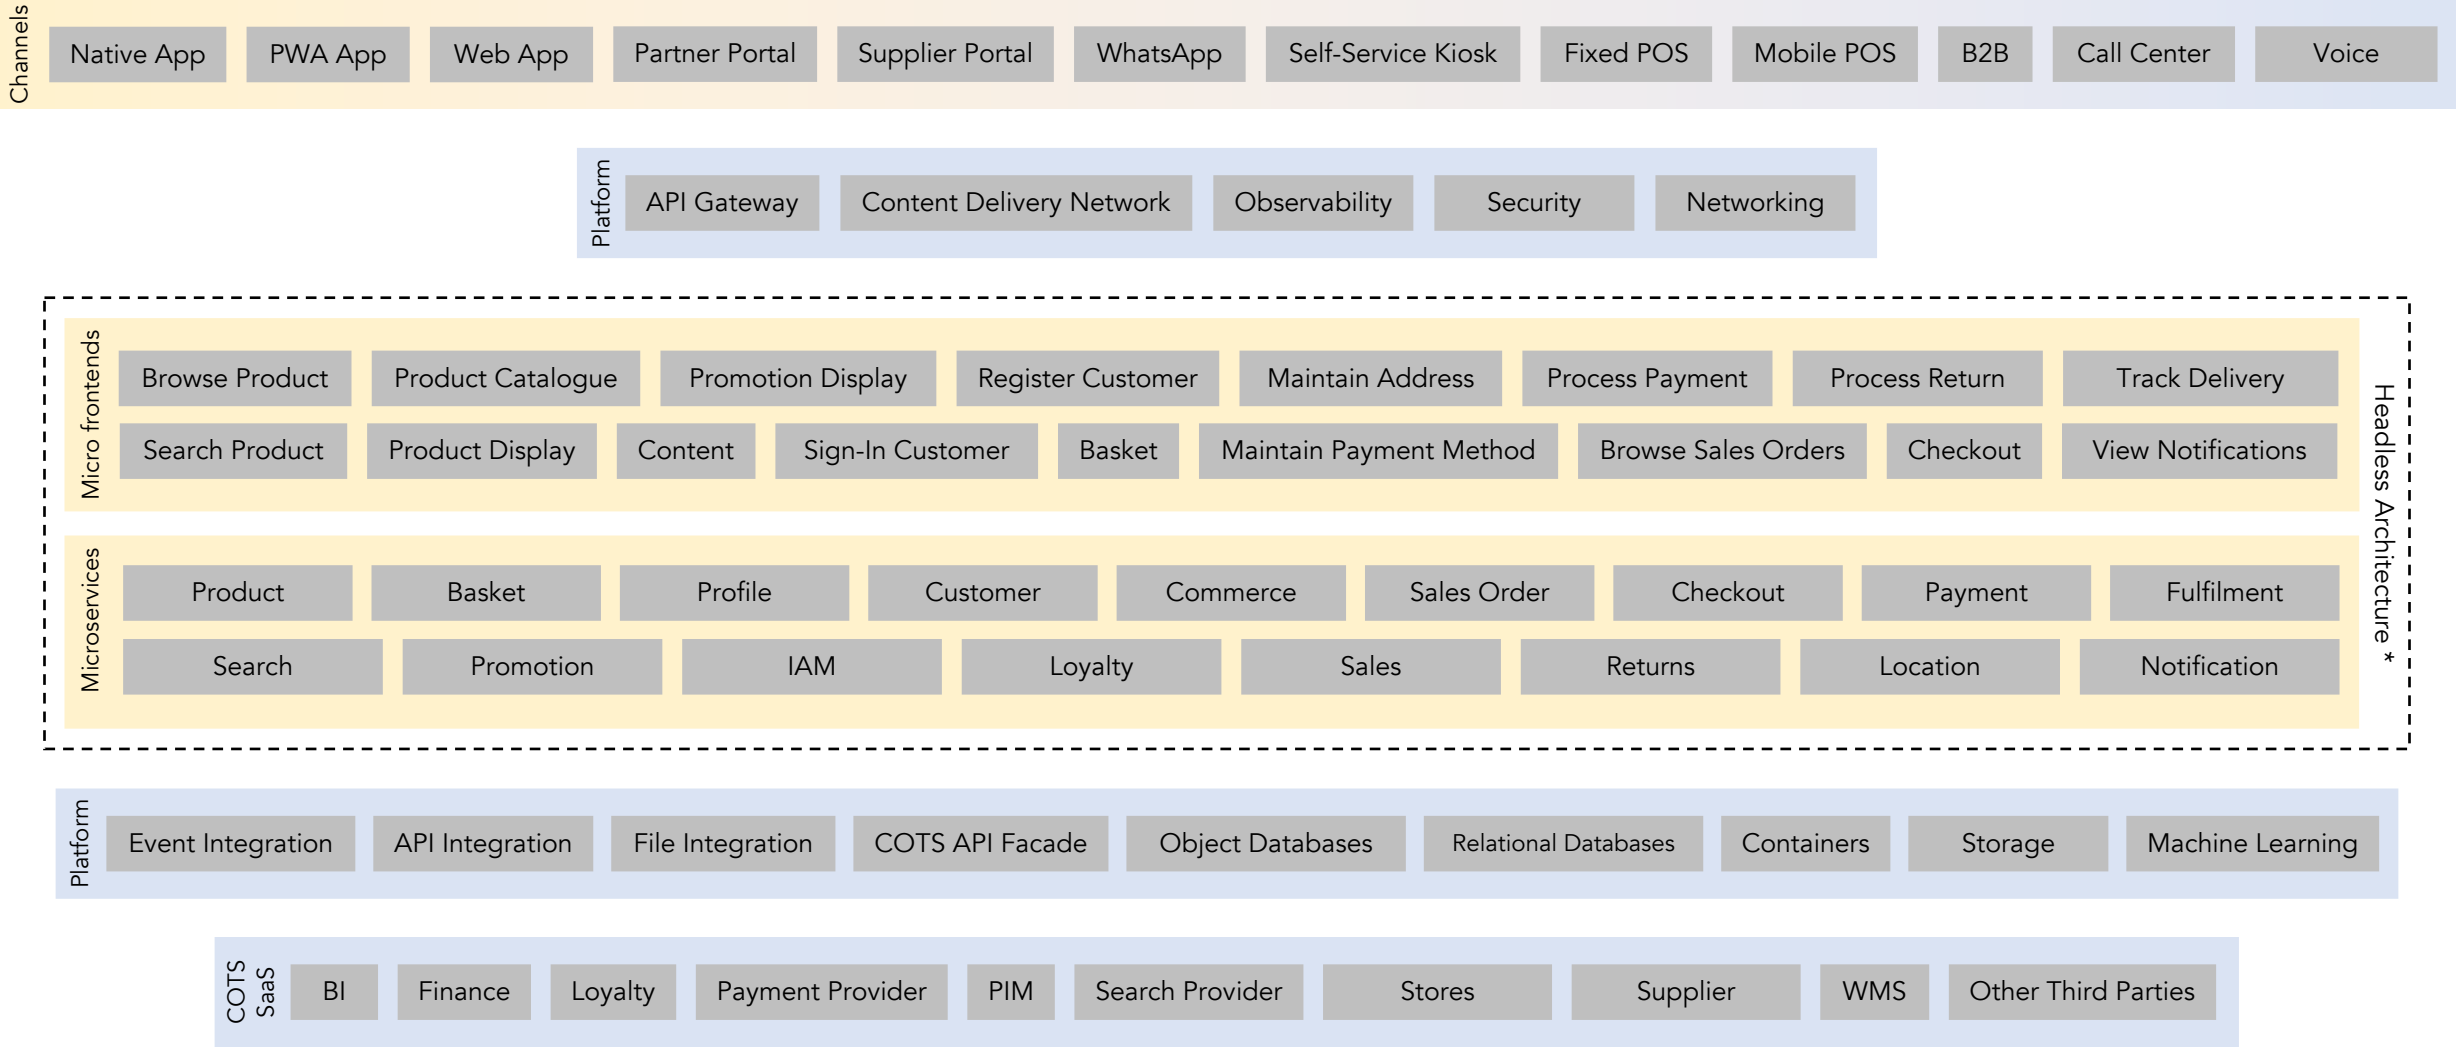 Channels
Native App
PWA App
Web App
Partner Portal
Supplier Portal
WhatsApp
Self-Service Kiosk
Fixed POS
Mobile POS
B2B
Call Center
Voice
Platform
API Gateway
Content Delivery Network
Observability
Security
Networking
Micro frontends
Browse Product
Product Catalogue
Promotion Display
Register Customer
Maintain Address
Process Payment
Process Return
Track Delivery
Search Product
Product Display
Content
Sign-In Customer
Basket
Maintain Payment Method
Browse Sales Orders
Checkout
View Notifications
Headless Architecture *
Microservices
Product
Basket
Profile
Customer
Commerce
Sales Order
Checkout
Payment
Fulfilment
Search
Promotion
IAM
Loyalty
Sales
Returns
Location
Notification
Platform
Event Integration
API Integration
File Integration
COTS API Facade
Object Databases
Relational Databases
Containers
Storage
Machine Learning
COTS
SaaS
BI
Finance
Loyalty
Payment Provider
PIM
Search Provider
Stores
Supplier
WMS
Other Third Parties